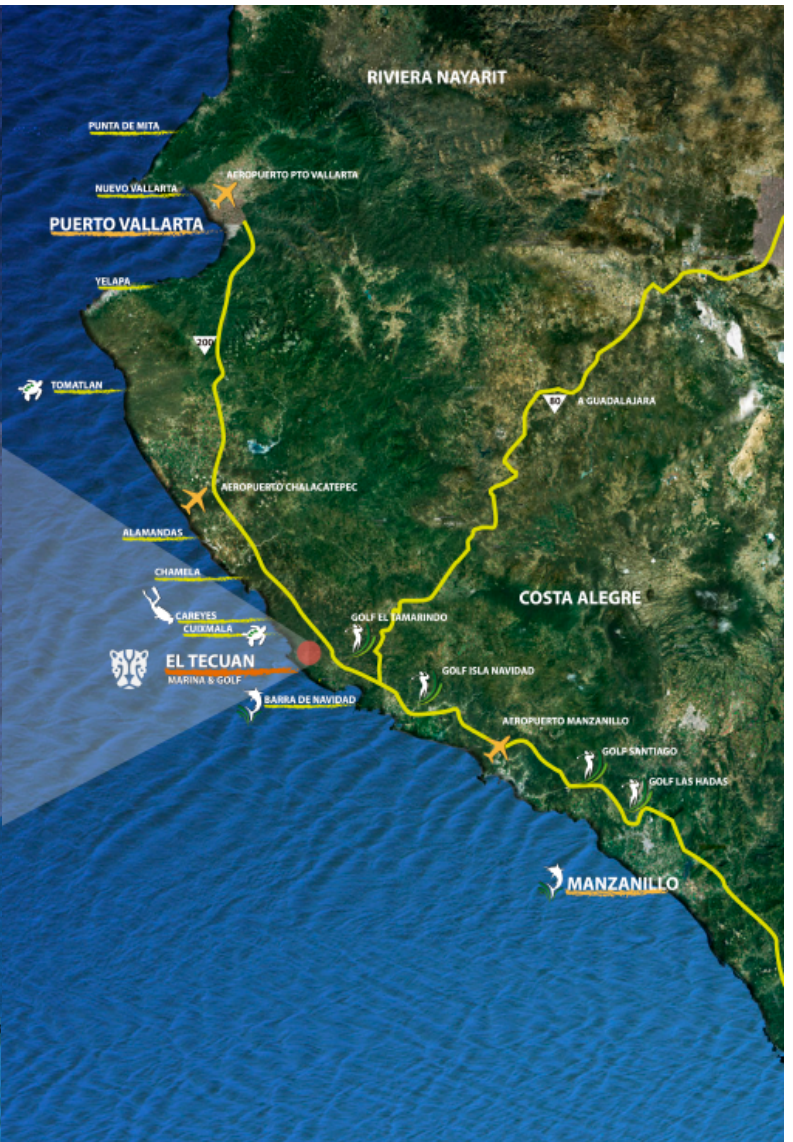 RIVIERA NAYARIT
PUNTA DE MITA
AEROPUERTO PTO VALLARTA
NUEVO VALLARTA
PUERTO VALLARTA
YELAPA
200
TOMATLAN
80
A GUADALAJARA
AEROPUERTO CHALACATEPEC
ALAMANDAS
CHAMELA
COSTA ALEGRE
CAREYES
GOLF EL TAMARINDO
CUIXMALA
EL TECUAN
MARINA & GOLF
GOLF ISLA NAVIDAD
BARRA DE NAVIDAD
AEROPUERTO MANZANILLO
GOLF SANTIAGO
GOLF LAS HADAS
MANZANILLO